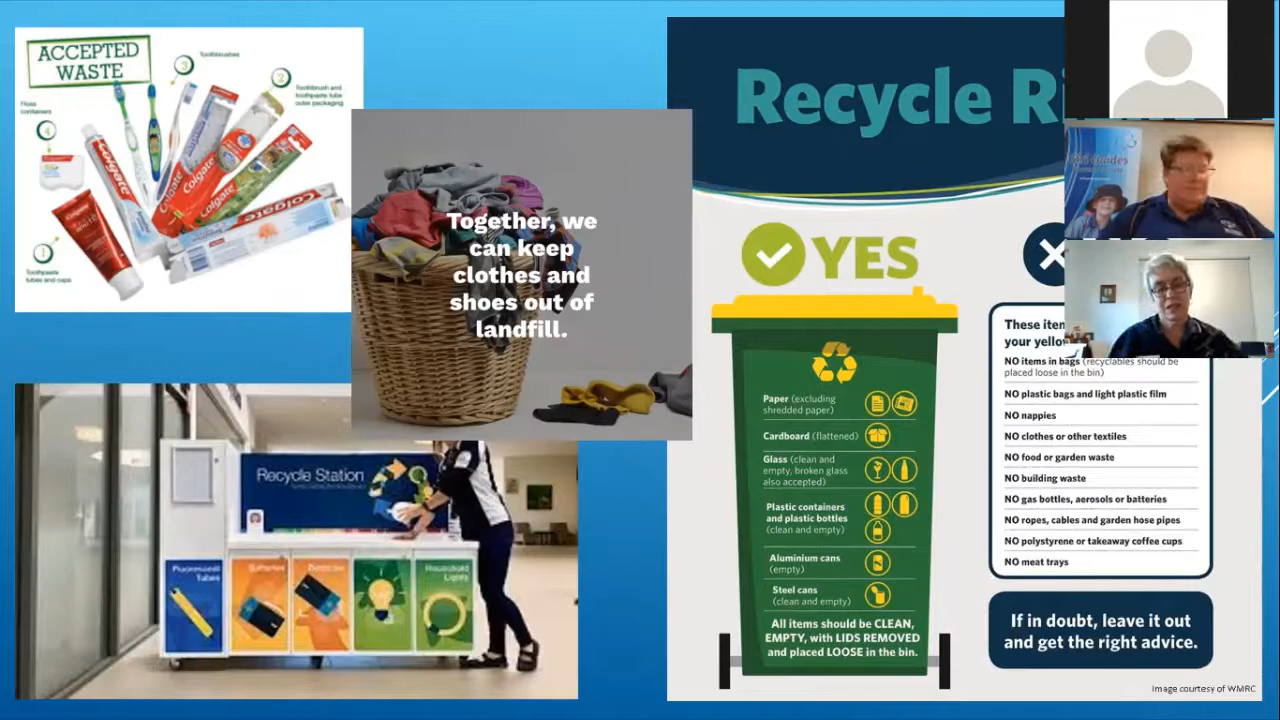 ACCEPTED
WASTE
3
Toothbrushes
2
Toothbrush and
toothpaste tube
outer packaging
Floss
containers
4
Colgate
Colgate
Colgate
Colgate
1
Toothpaste
tubes and caps
Together, we
can keep
clothes and
shoes out of
landfill.
Recycle Station
Fluorescent
Tubes
Batteries
Household
Lights
Recycle
YES
Paper (excluding
shredded paper)
Cardboard (flattened)
Glass (clean and
empty, broken glass
also accepted)
Plastic containers
and plastic bottles
(clean and empty)
Aluminium cans
(empty)
Steel cans
(clean and empty)
All items should be CLEAN,
EMPTY, with LIDS REMOVED
and placed LOOSE in the bin.
These
your
NO items in bags (recyclables should be
placed loose in the bin)
NO plastic bags and light plastic film
NO nappies
NO clothes or other textiles
NO food or garden waste
NO building waste
NO gas bottles, aerosols or batteries
NO ropes, cables and garden hose pipes
NO polystyrene or takeaway coffee cups
NO meat trays
If in doubt, leave it out
and get the right advice.
Image courtesy of WMRC